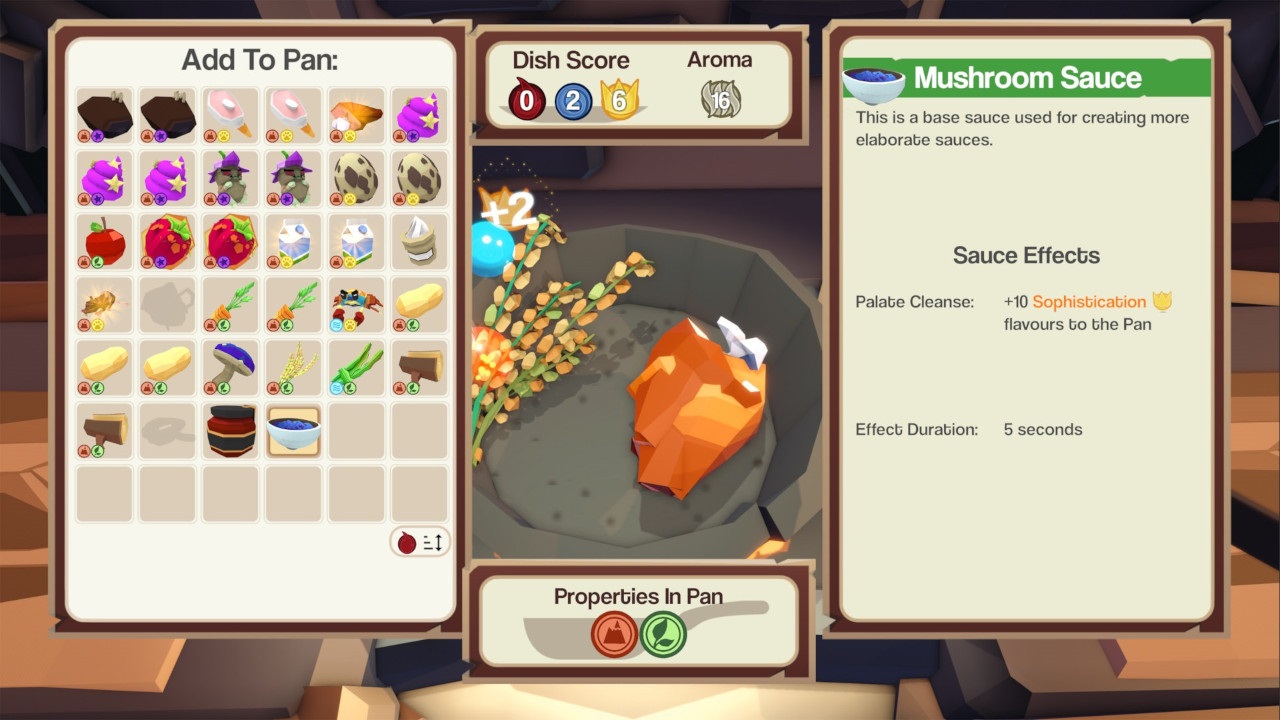 Add To Pan:
Dish Score
Aroma
0
2
6
16
+2
Properties In Pan
Mushroom Sauce
This is a base sauce used for creating more
elaborate sauces.
Sauce Effects
Palate Cleanse: +10 Sophistication
flavours to the Pan
Effect Duration: 5 seconds